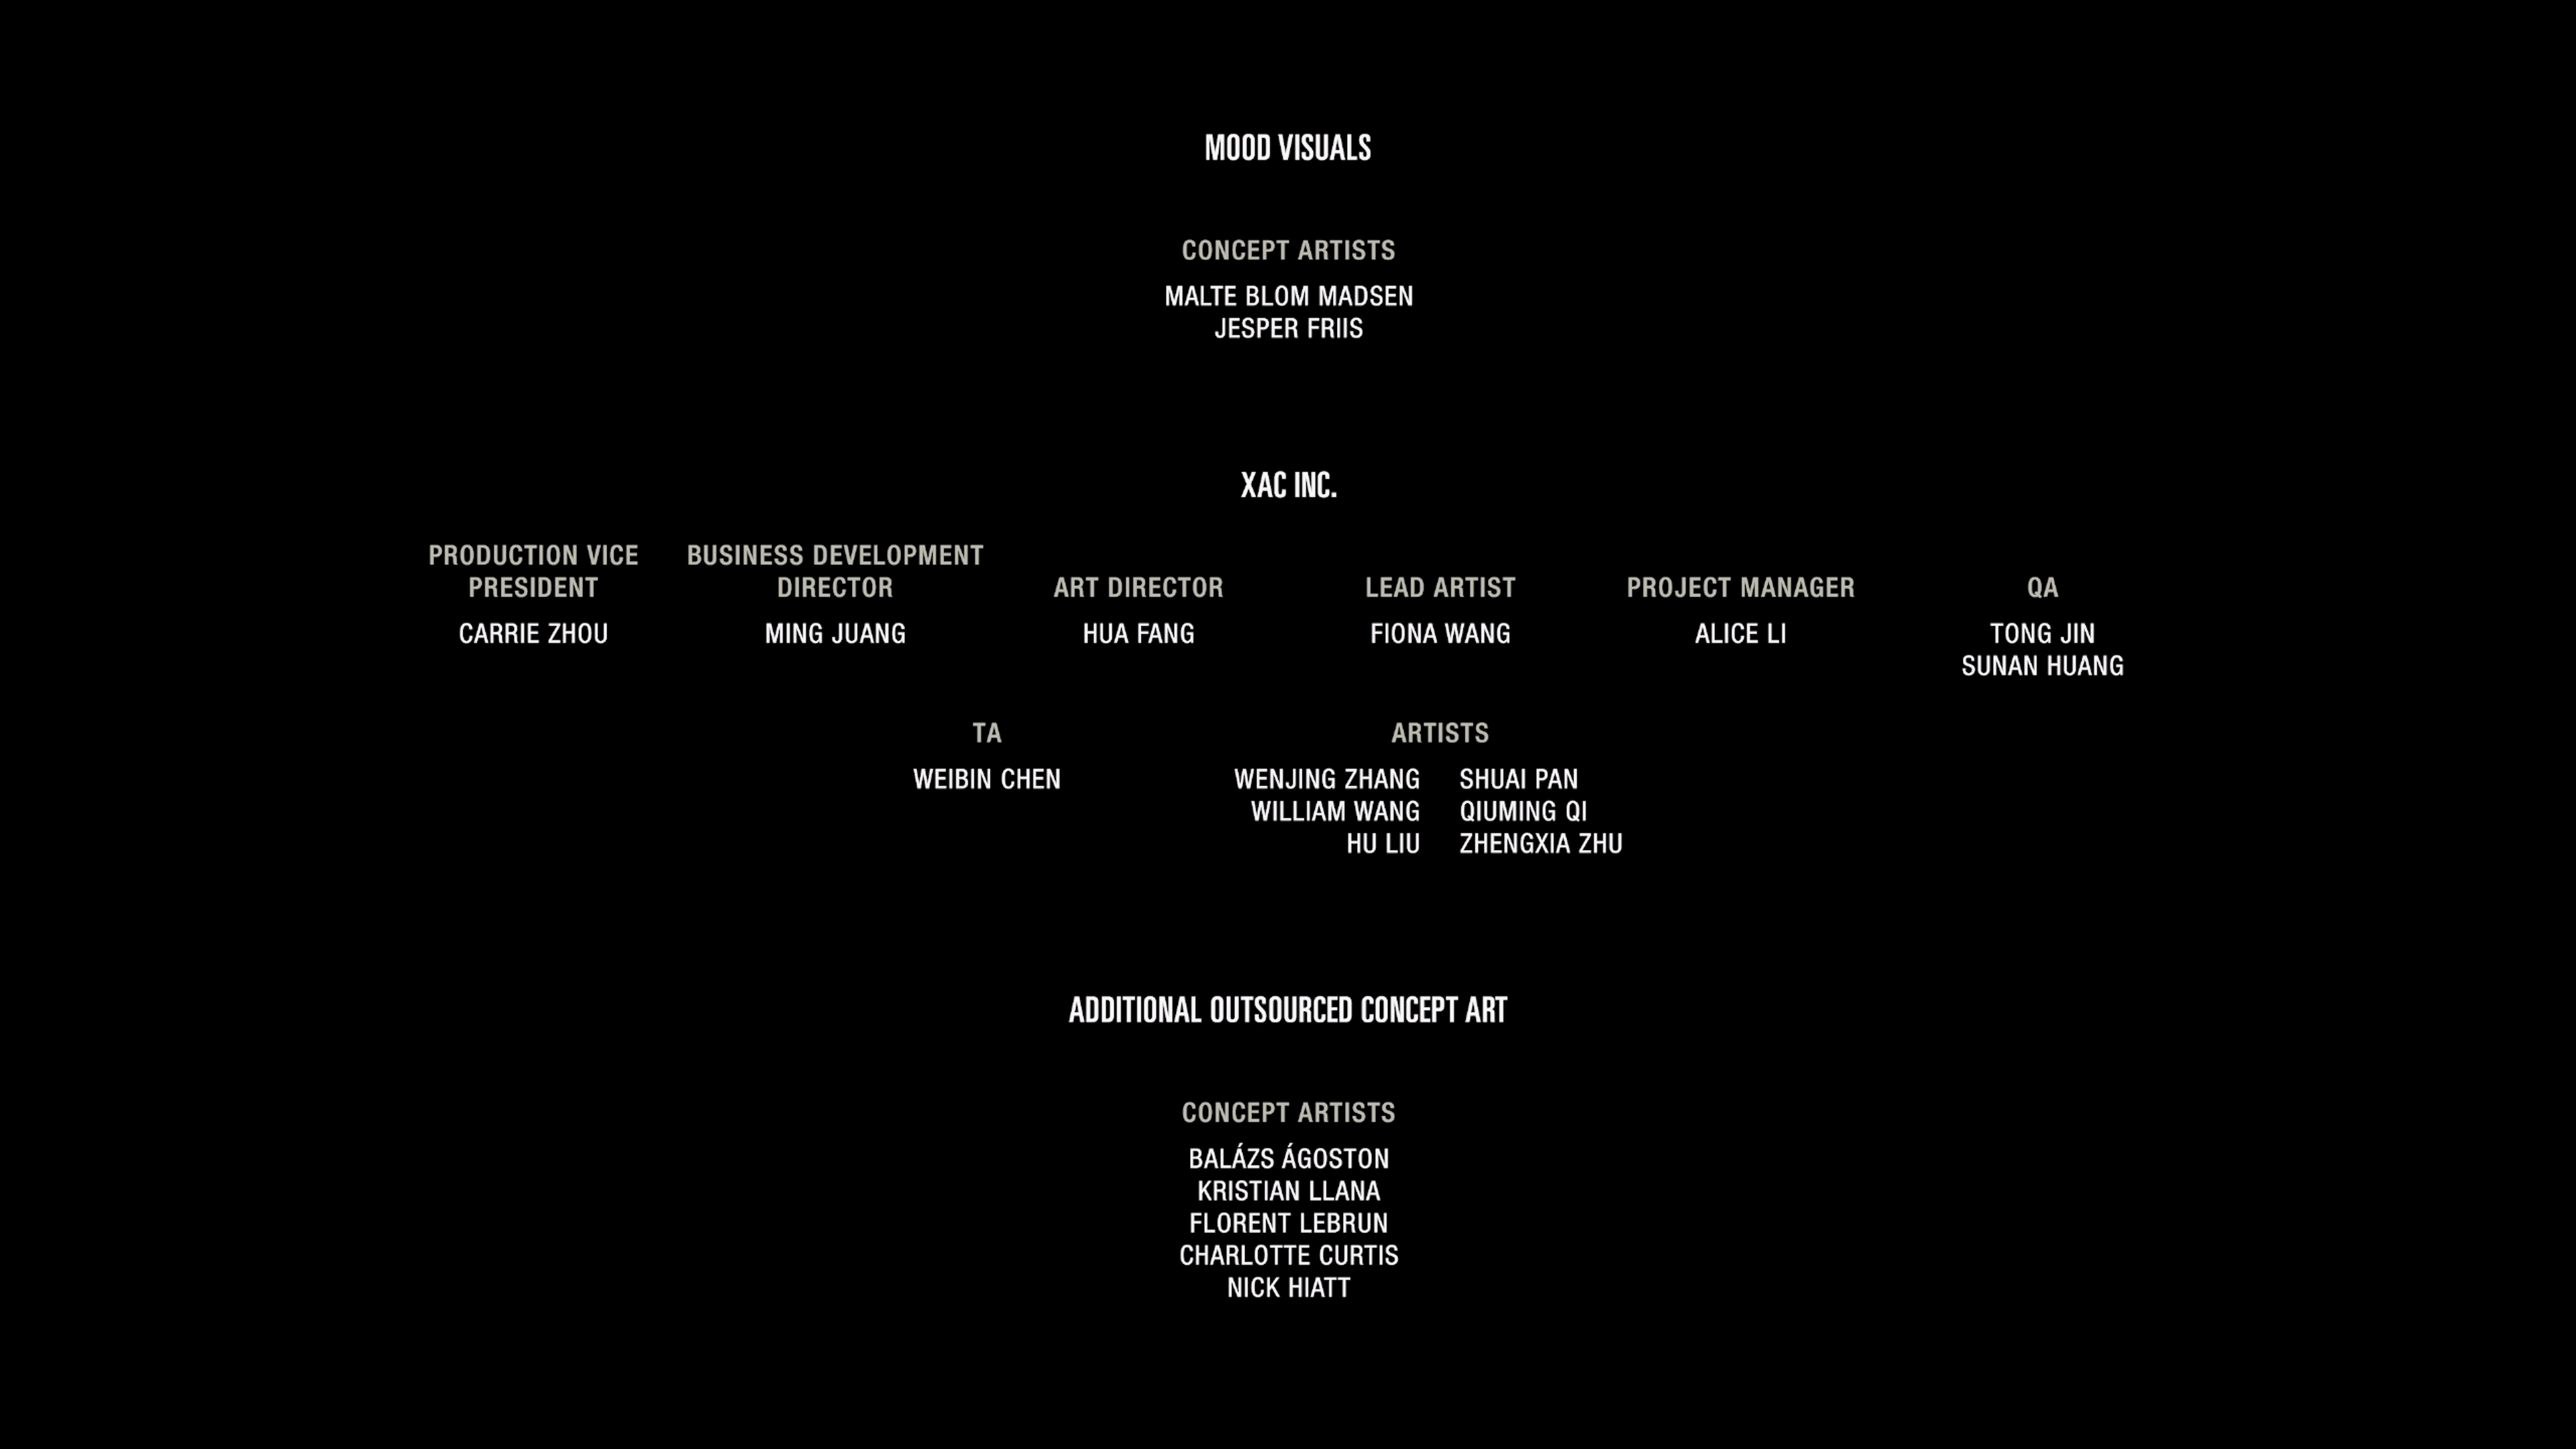 MOOD VISUALS
CONCEPT ARTISTS
MALTE BLOM MADSEN
JESPER FRIIS
XAC INC.
PRODUCTION VICE
PRESIDENT
CARRIE ZHOU
BUSINESS DEVELOPMENT
DIRECTOR
MING JUANG
ART DIRECTOR
HUA FANG
LEAD ARTIST
FIONA WANG
PROJECT MANAGER
ALICE LI
QA
TONG JIN
SUNAN HUANG
TA
WEIBIN CHEN
ARTISTS
WENJING ZHANG SHUAI PAN
WILLIAM WANG QIUMING QI
HU LIU ZHENGXIA ZHU
ADDITIONAL OUTSOURCED CONCEPT ART
CONCEPT ARTISTS
BALÁZS ÁGOSTON
KRISTIAN LLANA
FLORENT LEBRUN
CHARLOTTE CURTIS
NICK HIATT